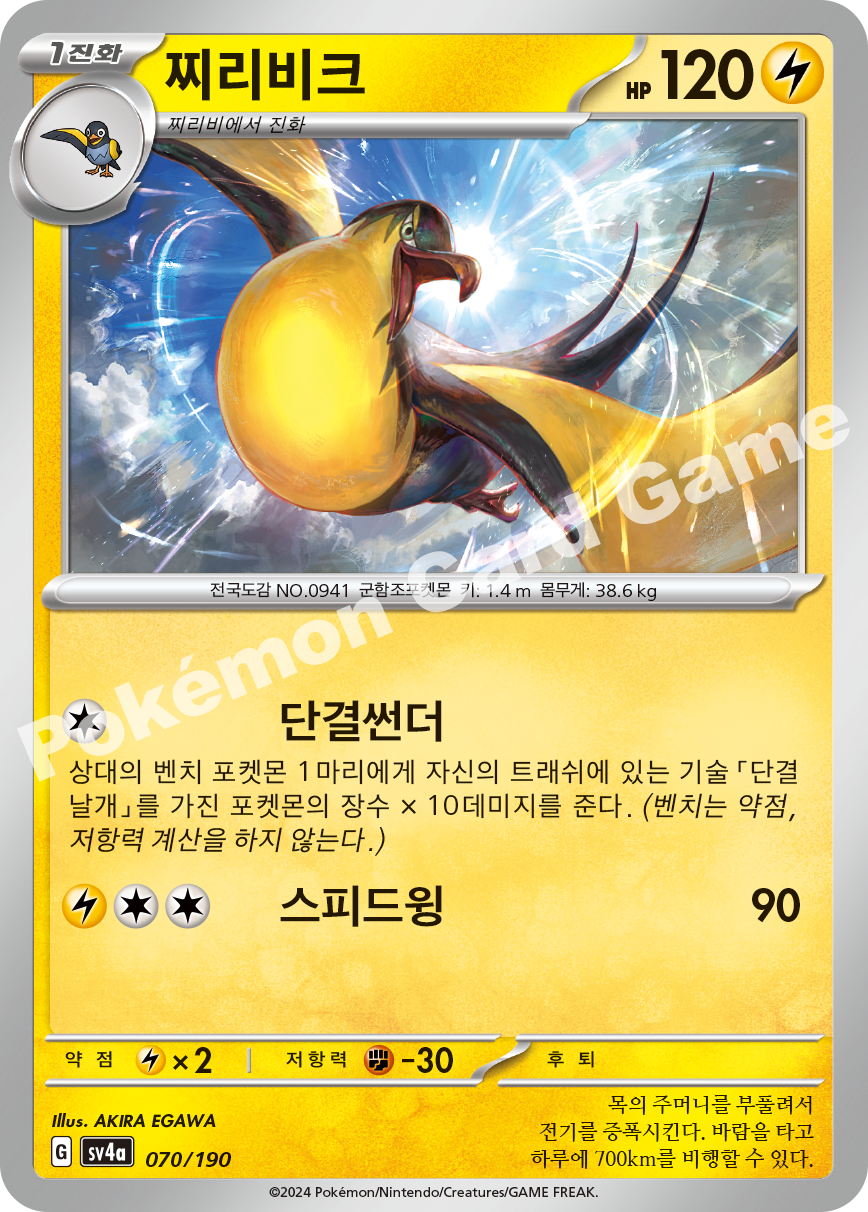 1진화
찌리비크
HP 120
찌리비에서 진화
전국도감 NO.0941 군함조포켓몬 키: 1.4 m 몸무게: 38.6 kg
단결썬더
상대의 벤치 포켓몬 1마리에게 자신의 트래쉬에 있는 기술 「단결
날개」를 가진 포켓몬의 장수 × 10데미지를 준다. (벤치는 약점,
저항력 계산을 하지 않는다.)
스피드윙 90
약점 ×2 저항력 -30 후퇴
Illus. AKIRA EGAWA
G sv4a 070/190
목의 주머니를 부풀려서
전기를 증폭시킨다. 바람을 타고
하루에 700km를 비행할 수 있다.
©2024 Pokémon/Nintendo/Creatures/GAME FREAK.
Pokémon Card Game